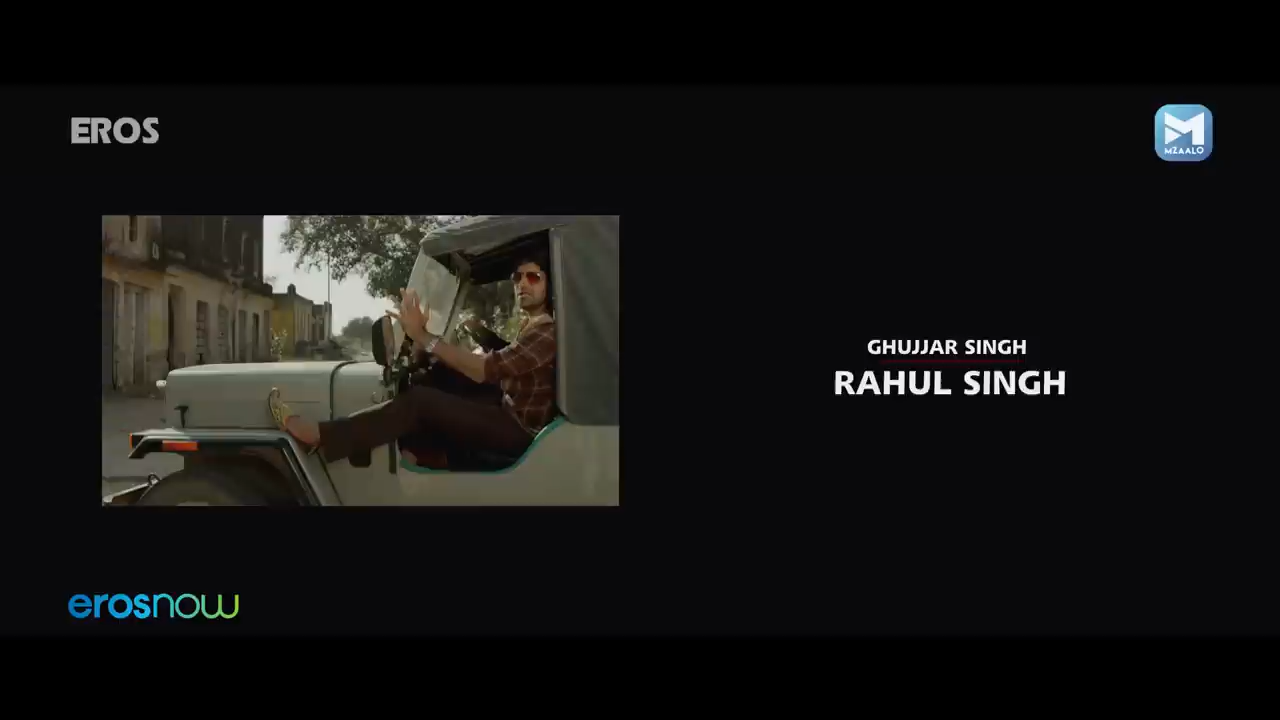 EROS
MZAALO
GHUJJAR SINGH
RAHUL SINGH
erosnow